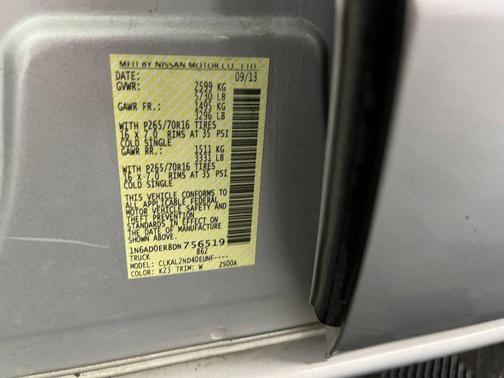 MFD BY NISSAN MOTOR CO., LTD.
DATE: 09/13
GVWR: 2599 KG
5730 LB
GAWR FR.: 1495 KG
3296 LB
WITH P265/70R16 TIRES
16 X 7.0 RIMS AT 35 PSI
COLD SINGLE
GAWR RR.: 1511 KG
3331 LB
WITH P265/70R16 TIRES
16 X 7.0 RIMS AT 35 PSI
COLD SINGLE
THIS VEHICLE CONFORMS TO
ALL APPLICABLE FEDERAL
MOTOR VEHICLE SAFETY
STANDARDS IN EFFECT ON
THE DATE OF MANUFACTURE
SHOWN ABOVE
1N6AD0ER8DN756519
TRUCK 862
MODEL: CLKAL2ND40EUNF----
COLOR: K23 TRIM: W 2S00A